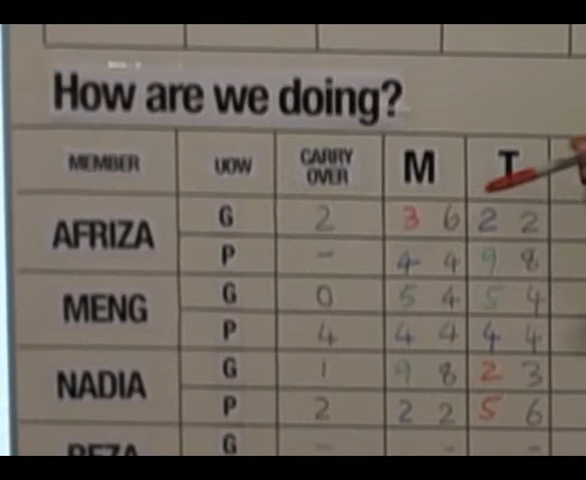 How are we doing?
MEMBER UOW CARRY OVER M T
AFRIZA G 2 3 6 2 2
P - 4 4 9 8
MENG G 0 5 4 5 4
P 4 4 4 4 4
NADIA G 1 9 8 2 3
P 2 2 2 5 6
REZA G - - -